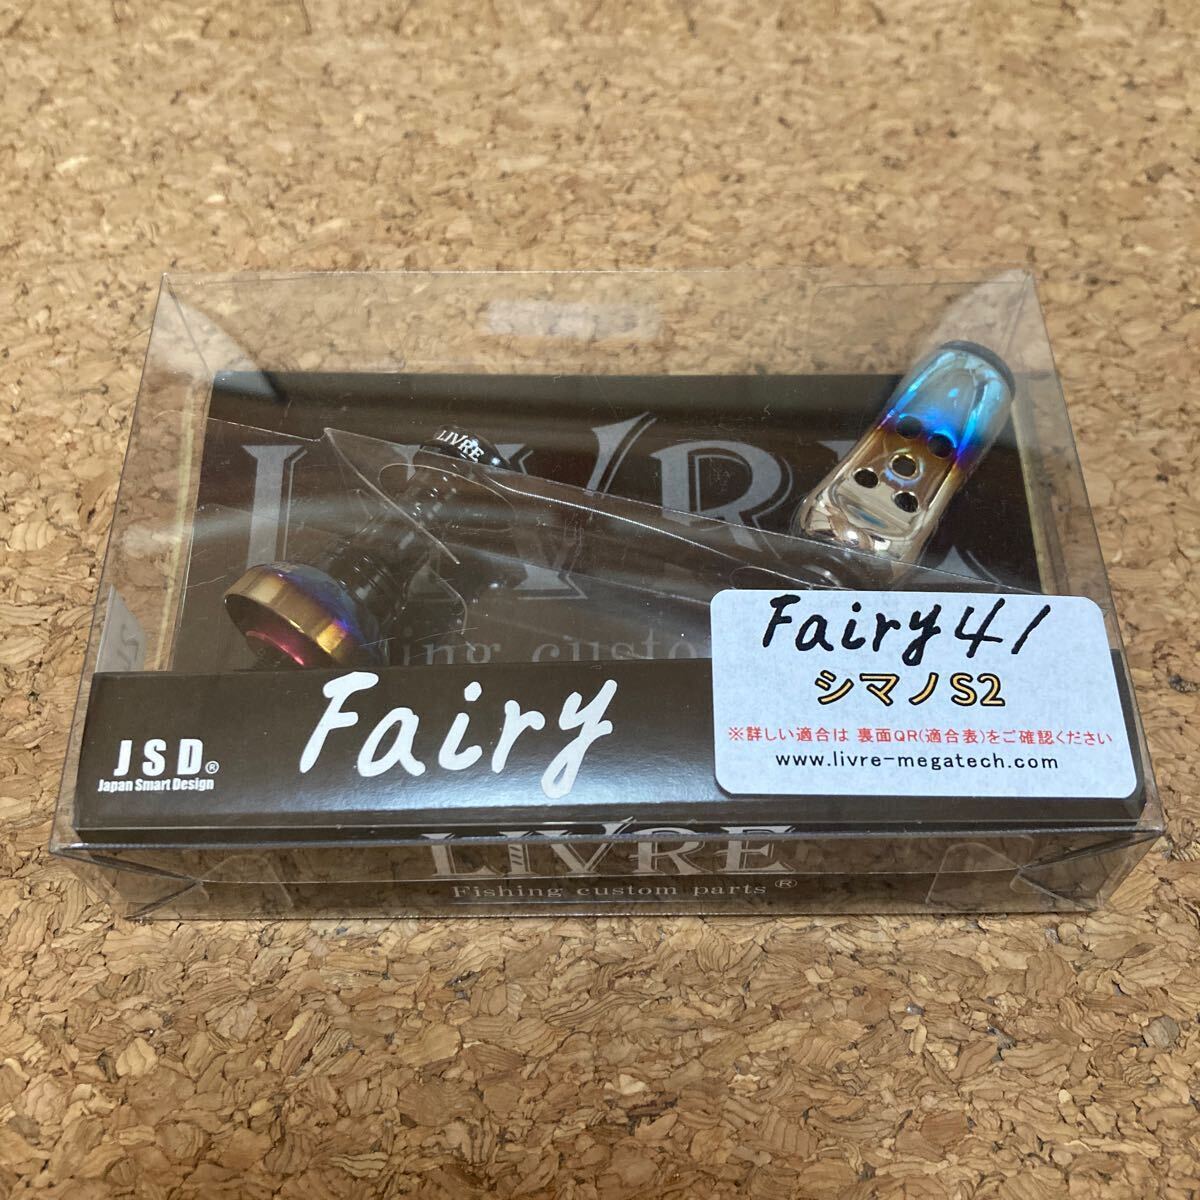 LIVRE
LIVRE
Fairy 41
シマノS2
※詳しい適合は 裏面QR(適合表)をご確認ください
www.livre-megatech.com
Fairy
JSD®
Japan Smart Design
LIVRE
Fishing custom parts®